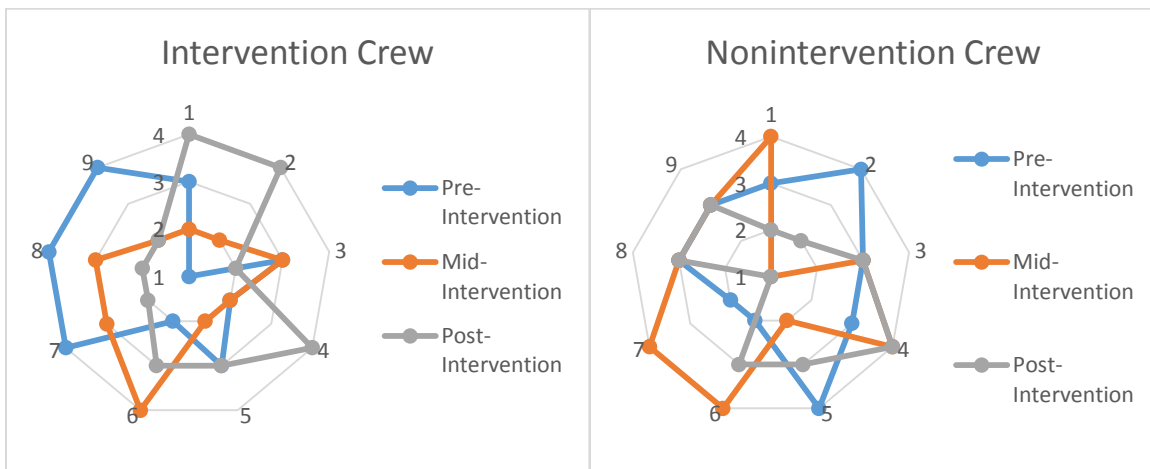 Intervention Crew
1
2
3
4
5
6
7
8
9
4
3
2
1
Pre-
Intervention
Mid-
Intervention
Post-
Intervention
Nonintervention Crew
1
2
3
4
5
6
7
8
9
4
3
2
1
Pre-
Intervention
Mid-
Intervention
Post-
Intervention